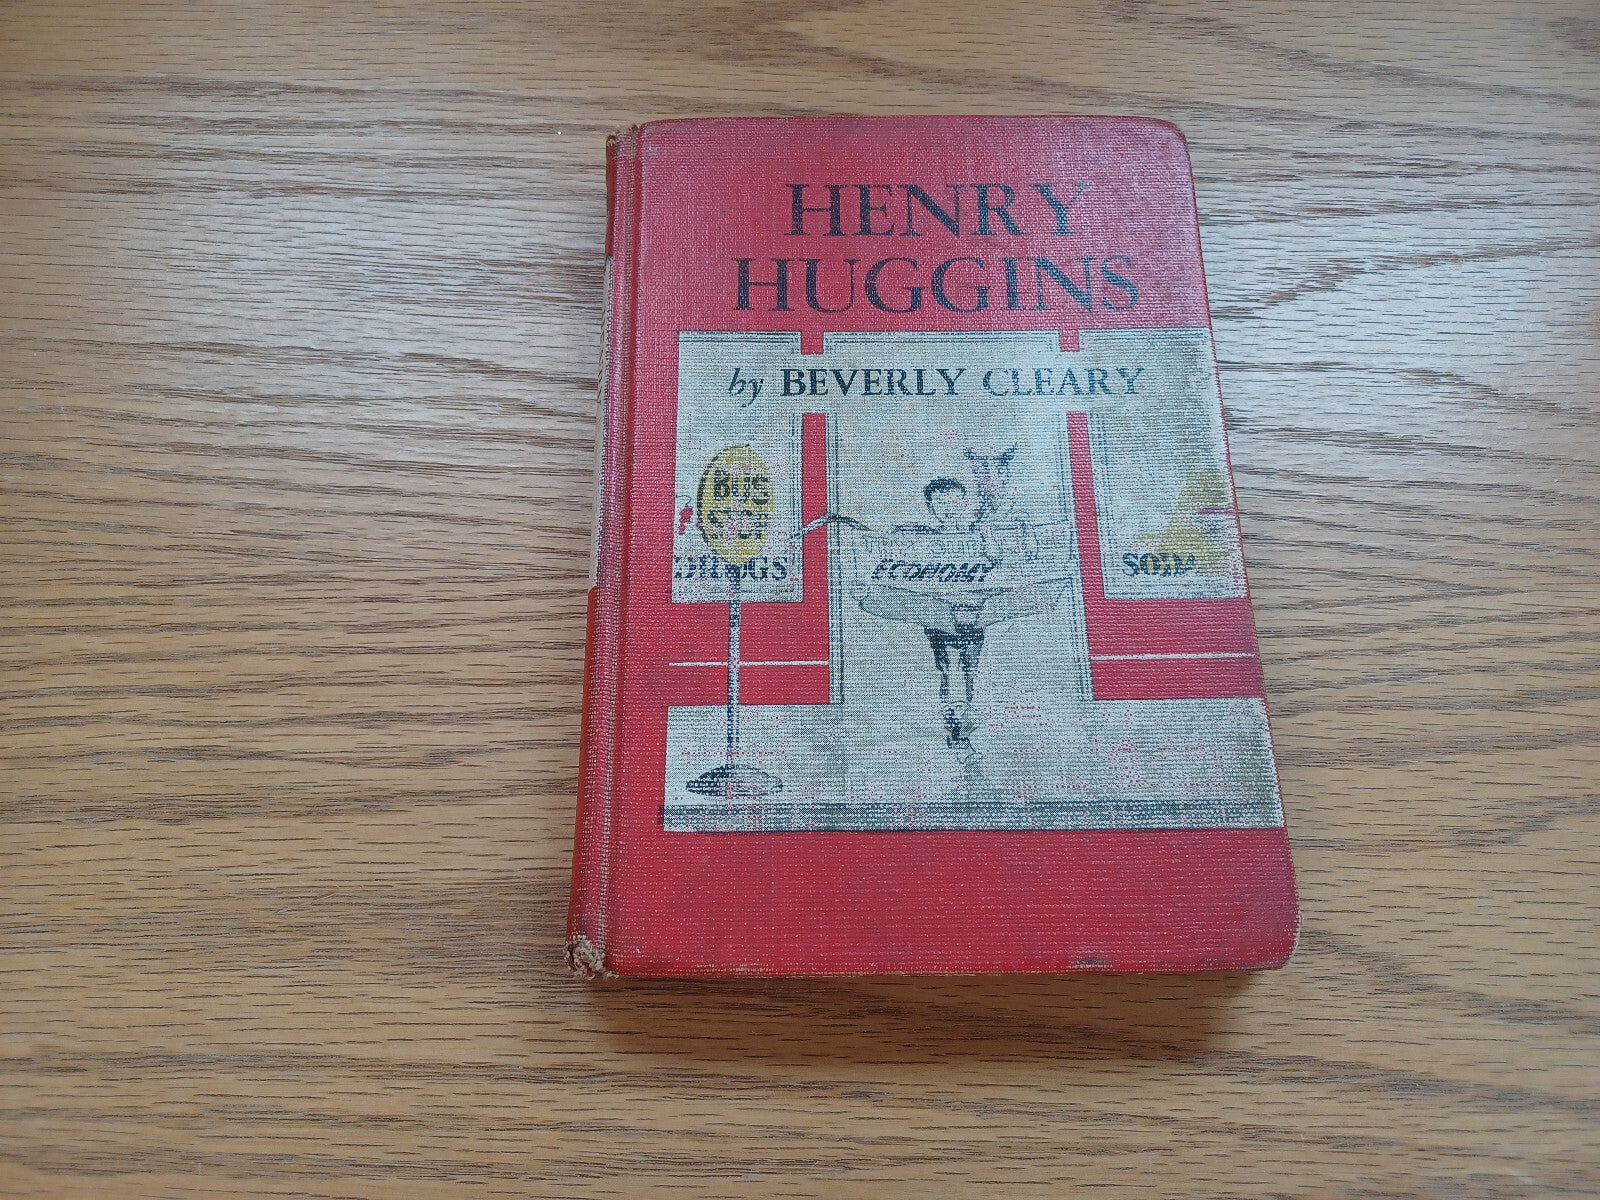 HENRY
HUGGINS
by BEVERLY CLEARY
BUS
STOP
DRUGS
ECONOMY
SODA